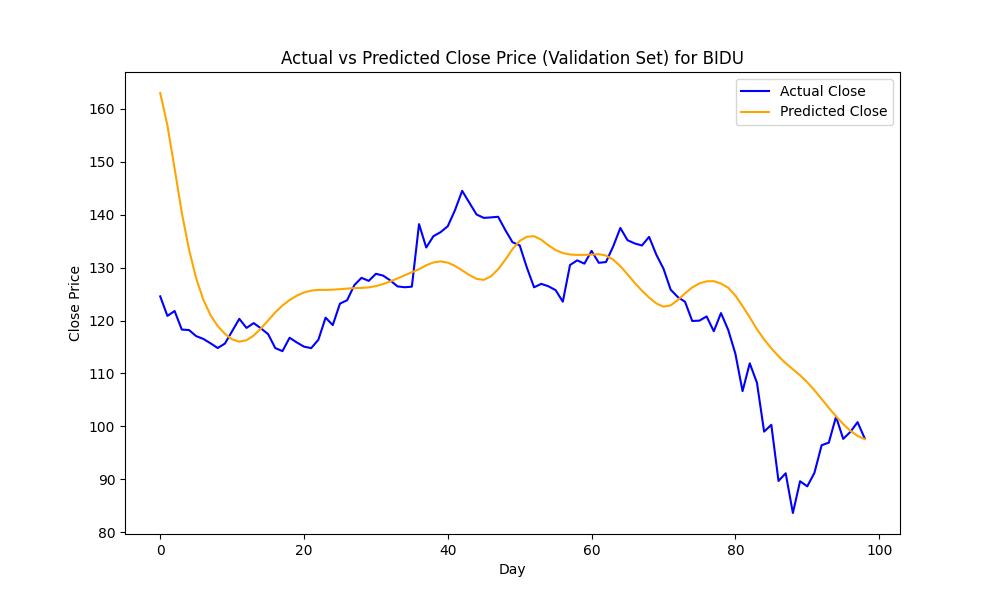 Actual vs Predicted Close Price (Validation Set) for BIDU
Actual Close
Predicted Close
Close Price
160
150
140
130
120
110
100
90
80
0 20 40 60 80 100
Day